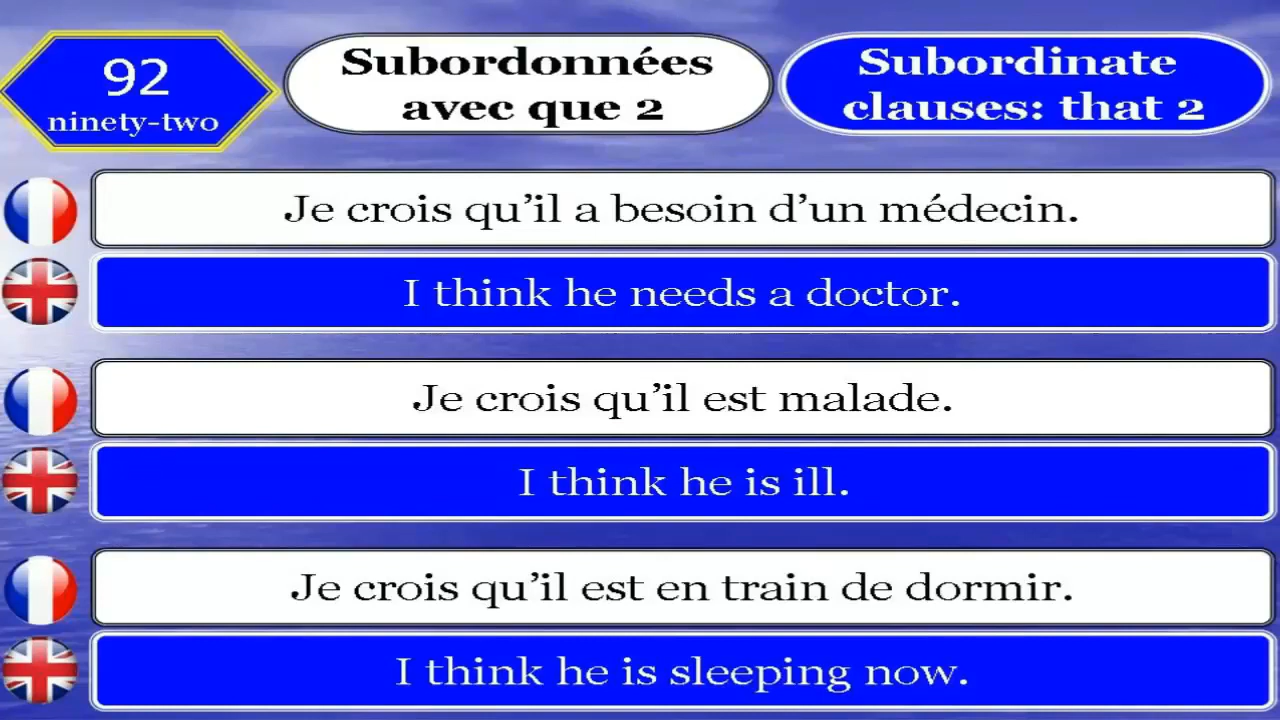 92
ninety-two
Subordonnées
avec que 2
Subordinate
clauses: that 2
Je crois qu’il a besoin d’un médecin.
I think he needs a doctor.
Je crois qu’il est malade.
I think he is ill.
Je crois qu’il est en train de dormir.
I think he is sleeping now.